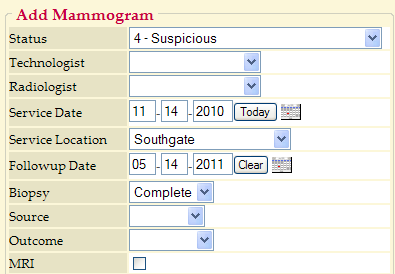 Add Mammogram
Status 4 - Suspicious
Technologist
Radiologist
Service Date 11 - 14 - 2010 Today
Service Location Southgate
Followup Date 05 - 14 - 2011 Clear
Biopsy Complete
Source
Outcome
MRI